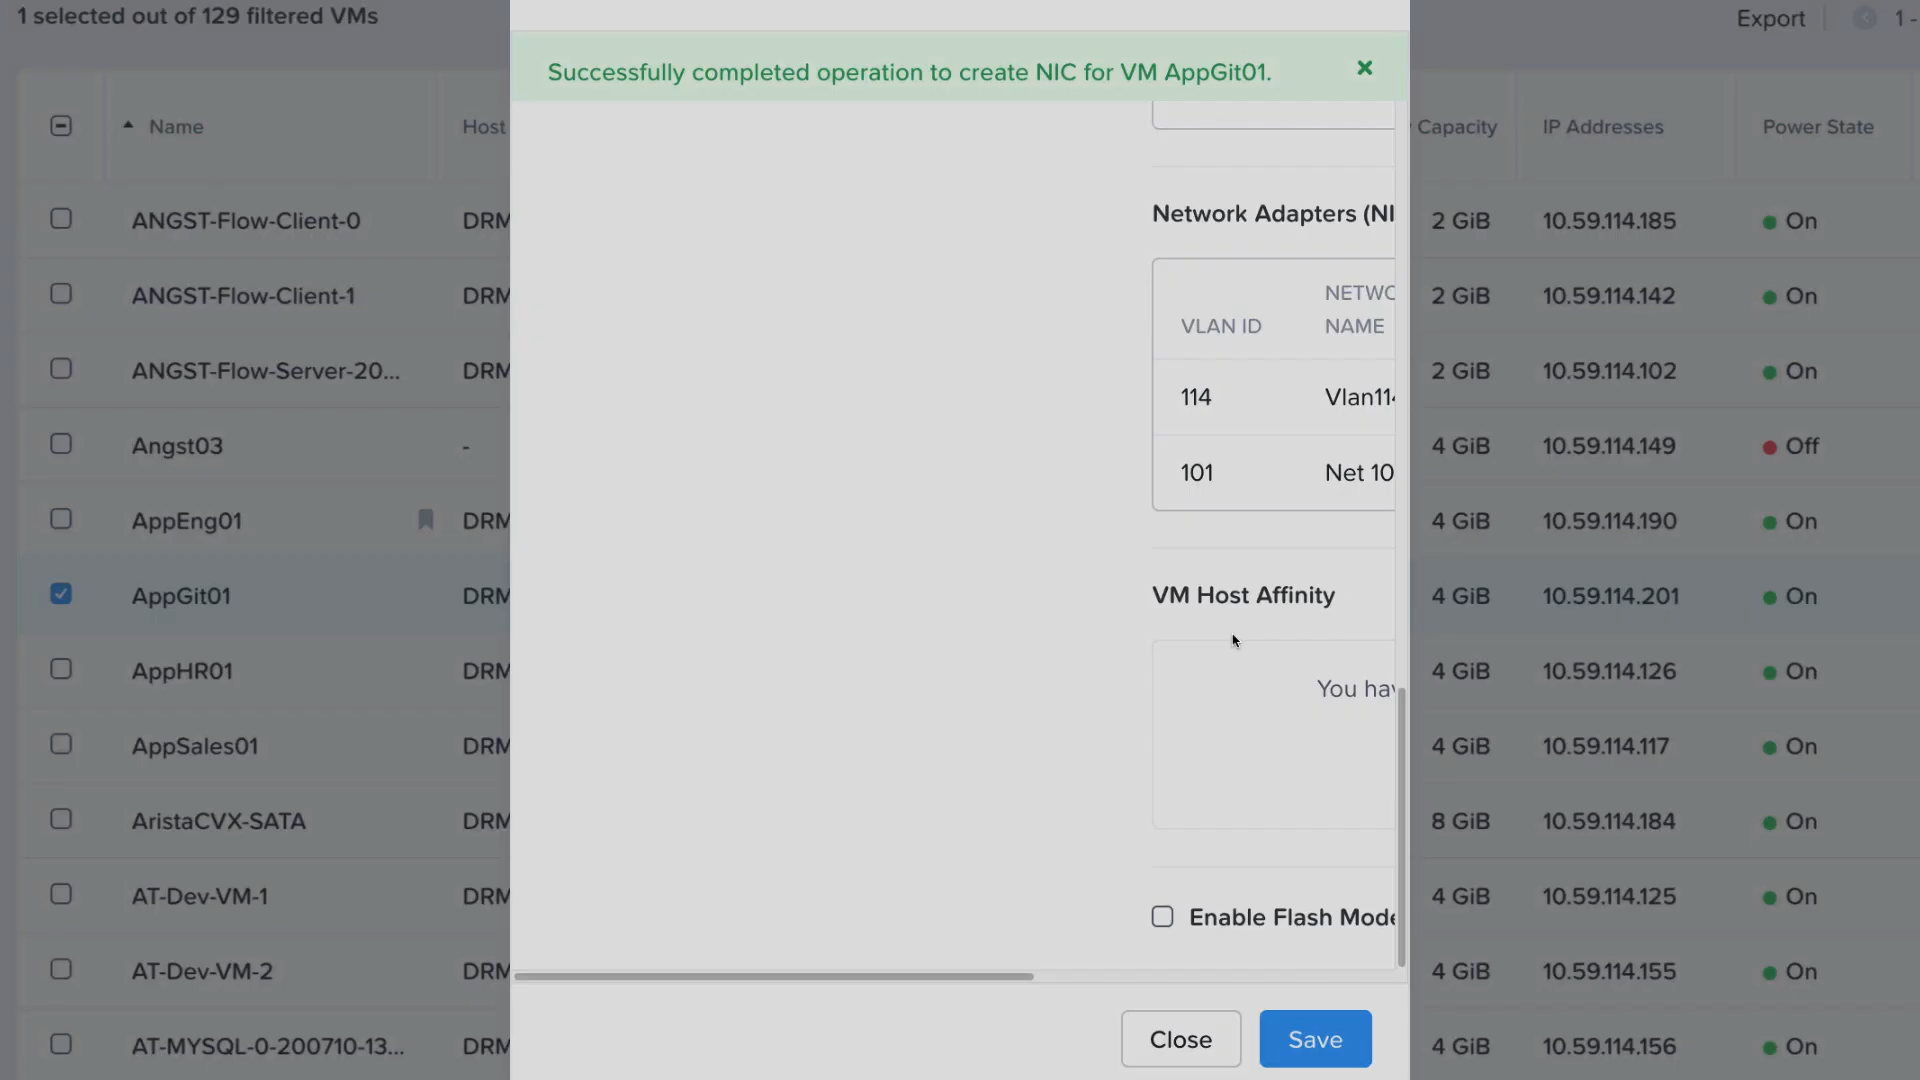 1 selected out of 129 filtered VMs
Export
1 -
Successfully completed operation to create NIC for VM AppGit01.
Name Host Capacity IP Addresses Power State
ANGST-Flow-Client-0 DRM 2 GiB 10.59.114.185 On
ANGST-Flow-Client-1 DRM 2 GiB 10.59.114.142 On
ANGST-Flow-Server-20... DRM 2 GiB 10.59.114.102 On
Angst03 - 4 GiB 10.59.114.149 Off
AppEng01 DRM 4 GiB 10.59.114.190 On
AppGit01 DRM 4 GiB 10.59.114.201 On
AppHR01 DRM 4 GiB 10.59.114.126 On
AppSales01 DRM 4 GiB 10.59.114.117 On
AristaCVX-SATA DRM 8 GiB 10.59.114.184 On
AT-Dev-VM-1 DRM 4 GiB 10.59.114.125 On
AT-Dev-VM-2 DRM 4 GiB 10.59.114.155 On
AT-MYSQL-0-200710-13... DRM 4 GiB 10.59.114.156 On
Network Adapters (NI
NETWO
VLAN ID NAME
114 Vlan114
101 Net 10
VM Host Affinity
You hav
Enable Flash Mode
Close Save